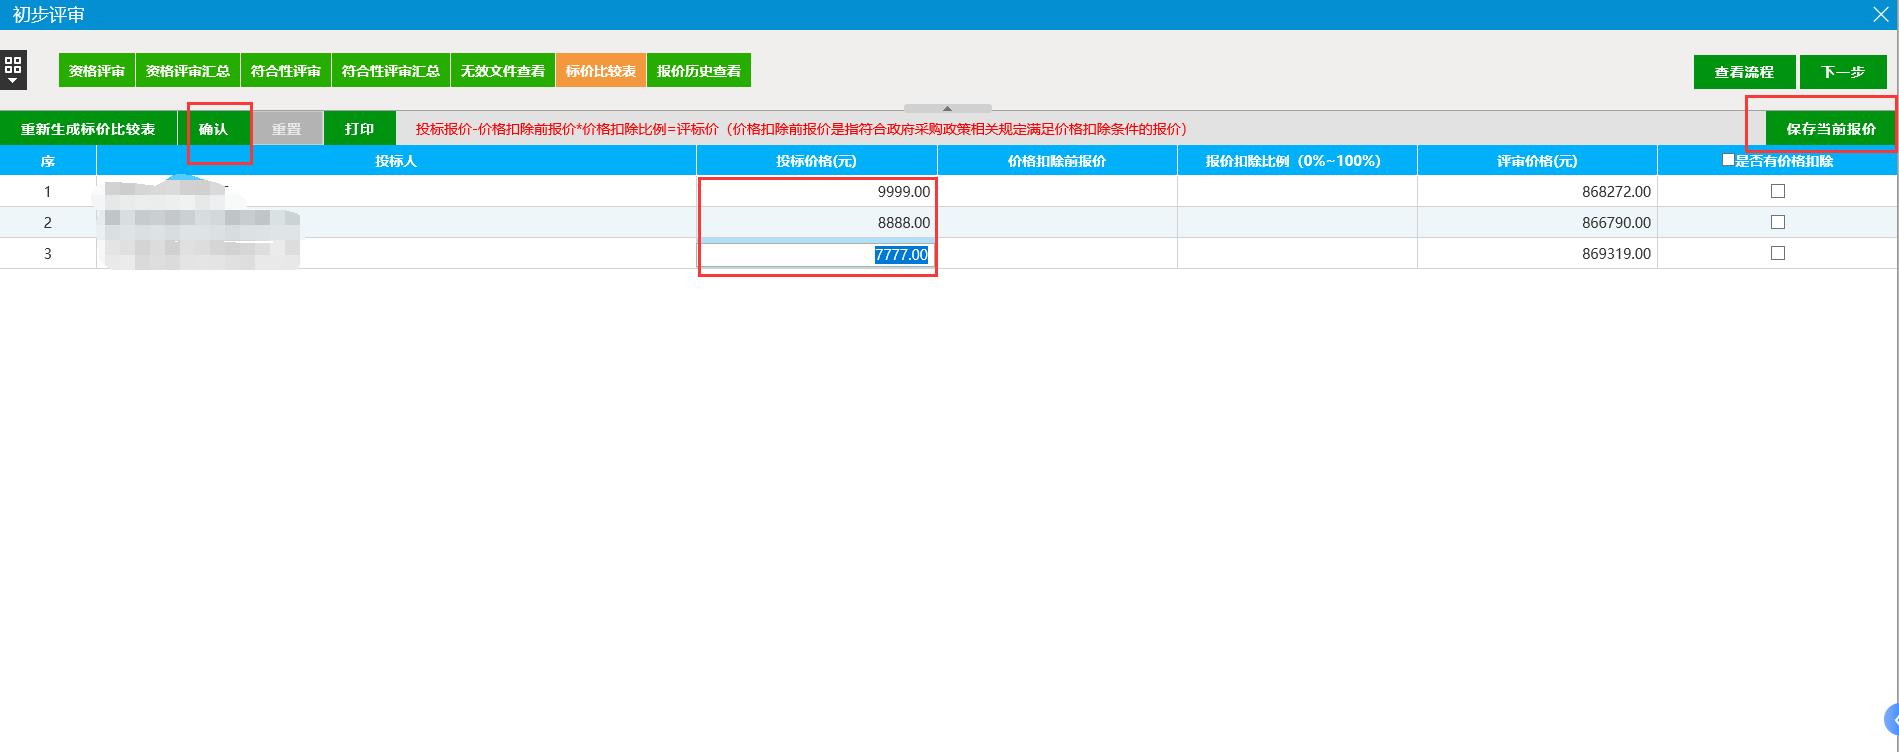 初步评审
资格评审 资格评审汇总 符合性评审 符合性评审汇总 无效文件查看 标价比较表 报价历史查看 查看流程 下一步
重新生成标价比较表 确认 重置 打印 投标报价-价格扣除前报价*价格扣除比例=评标价（价格扣除前报价是指符合政府采购政策相关规定满足价格扣除条件的报价） 保存当前报价
序 投标人 投标价格(元) 价格扣除前报价 报价扣除比例（0%~100%） 评审价格(元) 是否有价格扣除
1 9999.00 868272.00
2 8888.00 866790.00
3 7777.00 869319.00